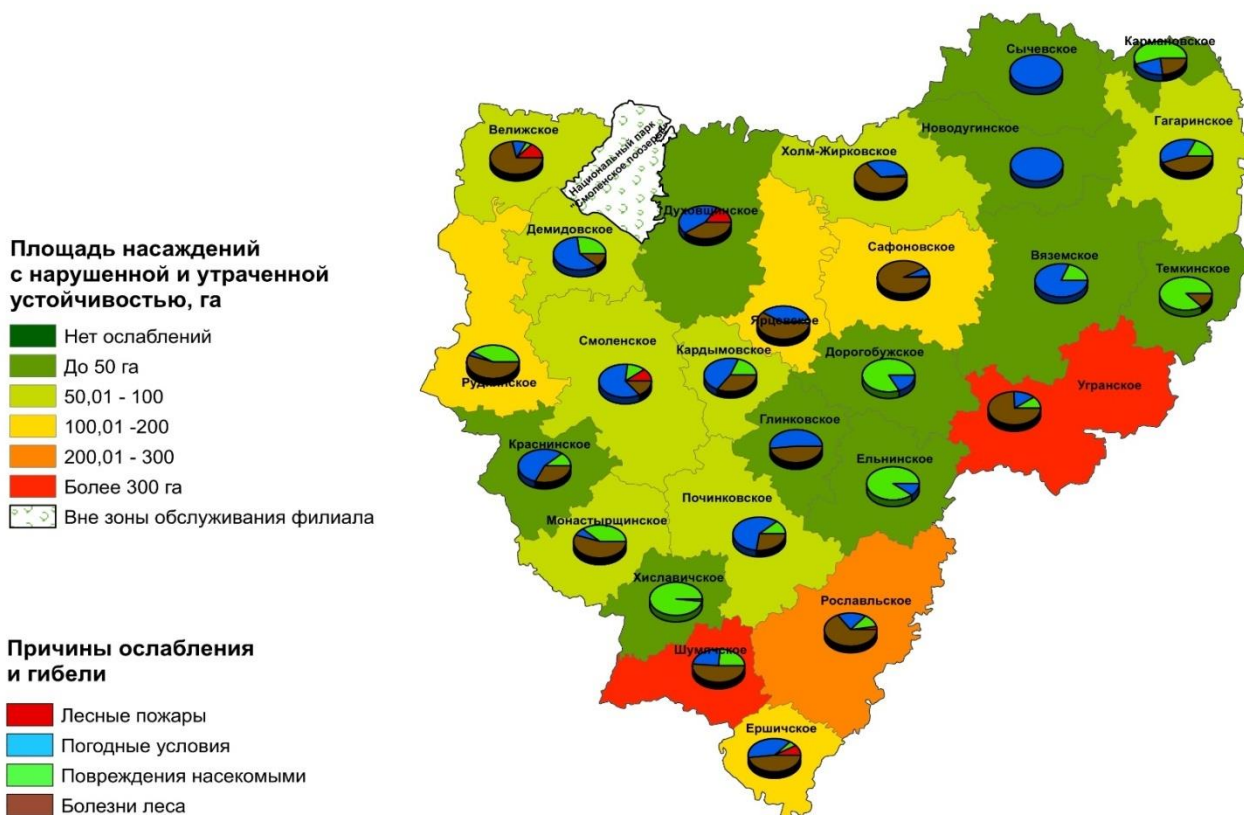 Сычевское
Кармановское
Новодугинское
Гагаринское
Велижское
Национальный парк
"Смоленское поозерье"
Холм-Жирковское
Духовщинское
Демидовское
Сафоновское
Вяземское
Темкинское
Площадь насаждений
с нарушенной и утраченной
устойчивостью, га
Нет ослаблений
До 50 га
50,01 - 100
100,01 -200
200,01 - 300
Более 300 га
Вне зоны обслуживания филиала
Ярцевское
Смоленское
Кардымовское
Дорогобужское
Руднянское
Угранское
Глинковское
Краснинское
Ельнинское
Починковское
Монастырщинское
Хиславичское
Рославльское
Шумячское
Ершичское
Причины ослабления
и гибели
Лесные пожары
Погодные условия
Повреждения насекомыми
Болезни леса